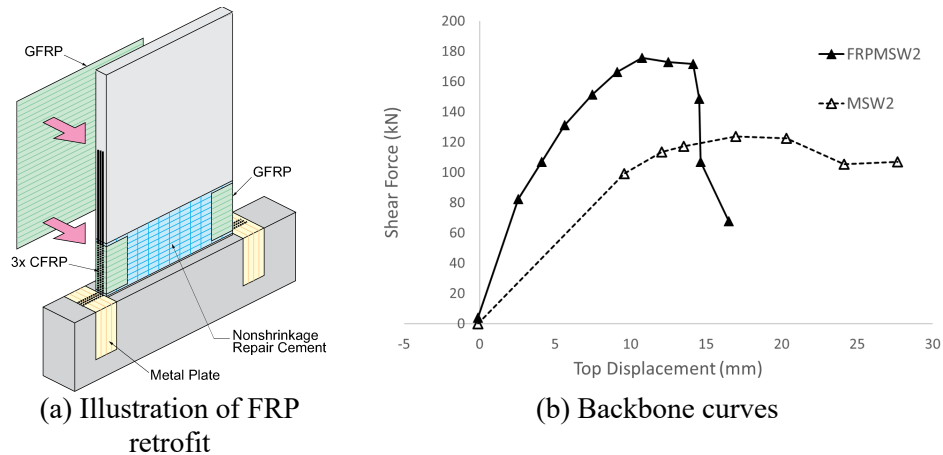 GFRP
GFRP
3x CFRP
Nonshrinkage
Repair Cement
Metal Plate
(a) Illustration of FRP
retrofit
200
180
160
140
120
100
80
60
40
20
0
Shear Force (kN)
-5 0 5 10 15 20 25 30
Top Displacement (mm)
FRPMSW2
MSW2
(b) Backbone curves